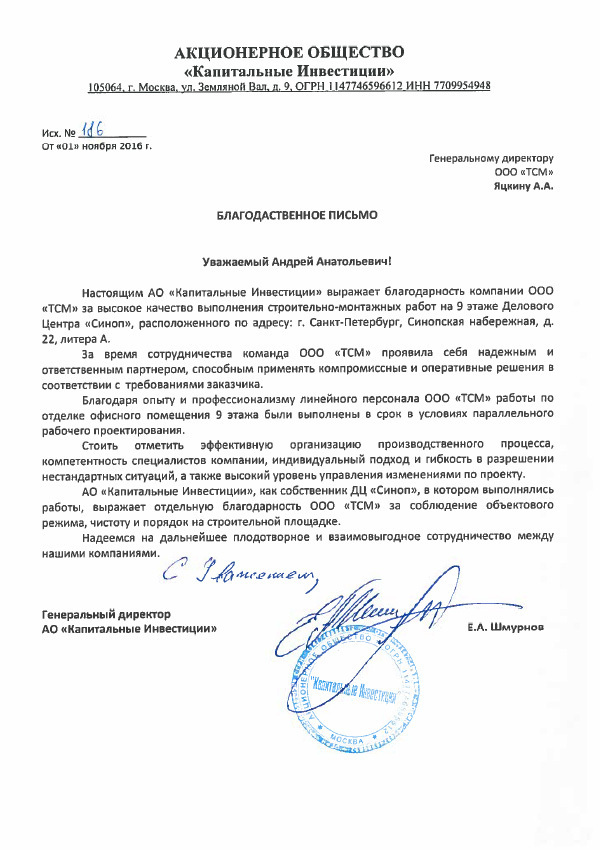 АКЦИОНЕРНОЕ ОБЩЕСТВО
«Капитальные Инвестиции»
105064, г. Москва, ул. Земляной Вал, д. 9, ОГРН 1147746596612 ИНН 7709954948
Исх. № 186
От «01» ноября 2016 г.
Генеральному директору
ООО «ТСМ»
Яцкину А.А.
БЛАГОДАСТВЕННОЕ ПИСЬМО
Уважаемый Андрей Анатольевич!
Настоящим АО «Капитальные Инвестиции» выражает благодарность компании ООО
«ТСМ» за высокое качество выполнения строительно-монтажных работ на 9 этаже Делового
Центра «Синоп», расположенного по адресу: г. Санкт-Петербург, Синопская набережная, д.
22, литера А.
За время сотрудничества команда ООО «ТСМ» проявила себя надежным и
ответственным партнером, способным применять компромиссные и оперативные решения в
соответствии с требованиями заказчика.
Благодаря опыту и профессионализму линейного персонала ООО «ТСМ» работы по
отделке офисного помещения 9 этажа были выполнены в срок в условиях параллельного
рабочего проектирования.
Стоить отметить эффективную организацию производственного процесса,
компетентность специалистов компании, индивидуальный подход и гибкость в разрешении
нестандартных ситуаций, а также высокий уровень управления изменениями по проекту.
АО «Капитальные Инвестиции», как собственник ДЦ «Синоп», в котором выполнялись
работы, выражает отдельную благодарность ООО «ТСМ» за соблюдение объектового
режима, чистоту и порядок на строительной площадке.
Надеемся на дальнейшее плодотворное и взаимовыгодное сотрудничество между
нашими компаниями.
С Уважением,
Генеральный директор
АО «Капитальные Инвестиции»
Е.А. Шмурнов
АКЦИОНЕРНОЕ ОБЩЕСТВО
"Капитальные Инвестиции"
МОСКВА